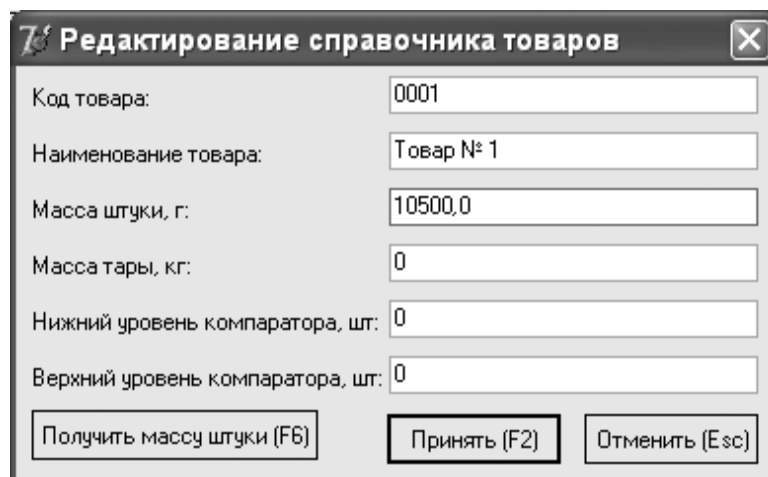 Редактирование справочника товаров
Код товара: 0001
Наименование товара: Товар № 1
Масса штуки, г: 10500,0
Масса тары, кг: 0
Нижний уровень компаратора, шт: 0
Верхний уровень компаратора, шт: 0
Получить массу штуки (F6) Принять (F2) Отменить (Esc)